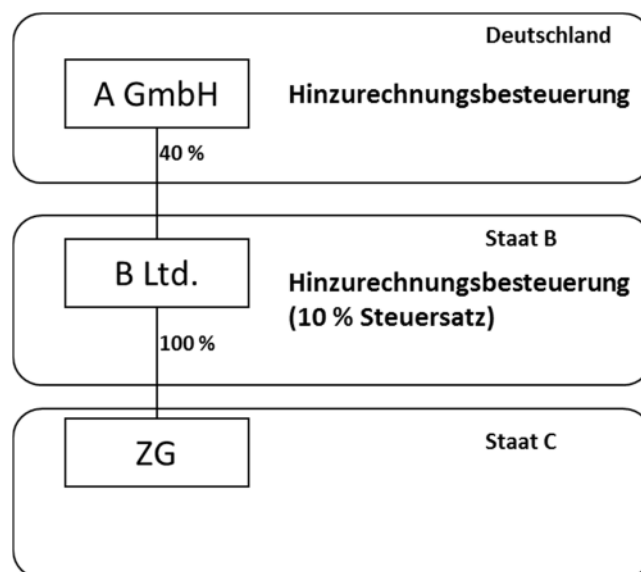 Deutschland
A GmbH
Hinzurechnungsbesteuerung
40 %
Staat B
B Ltd.
Hinzurechnungsbesteuerung
(10 % Steuersatz)
100 %
Staat C
ZG